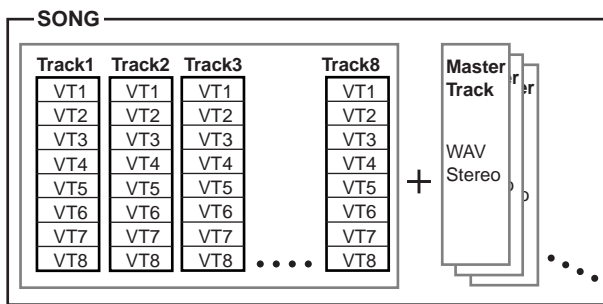 SONG
Track1 Track2 Track3 Track8
VT1 VT1 VT1 VT1
VT2 VT2 VT2 VT2
VT3 VT3 VT3 VT3
VT4 VT4 VT4 VT4
VT5 VT5 VT5 VT5
VT6 VT6 VT6 VT6
VT7 VT7 VT7 VT7
VT8 VT8 VT8 VT8
+
Master
Track
WAV
Stereo